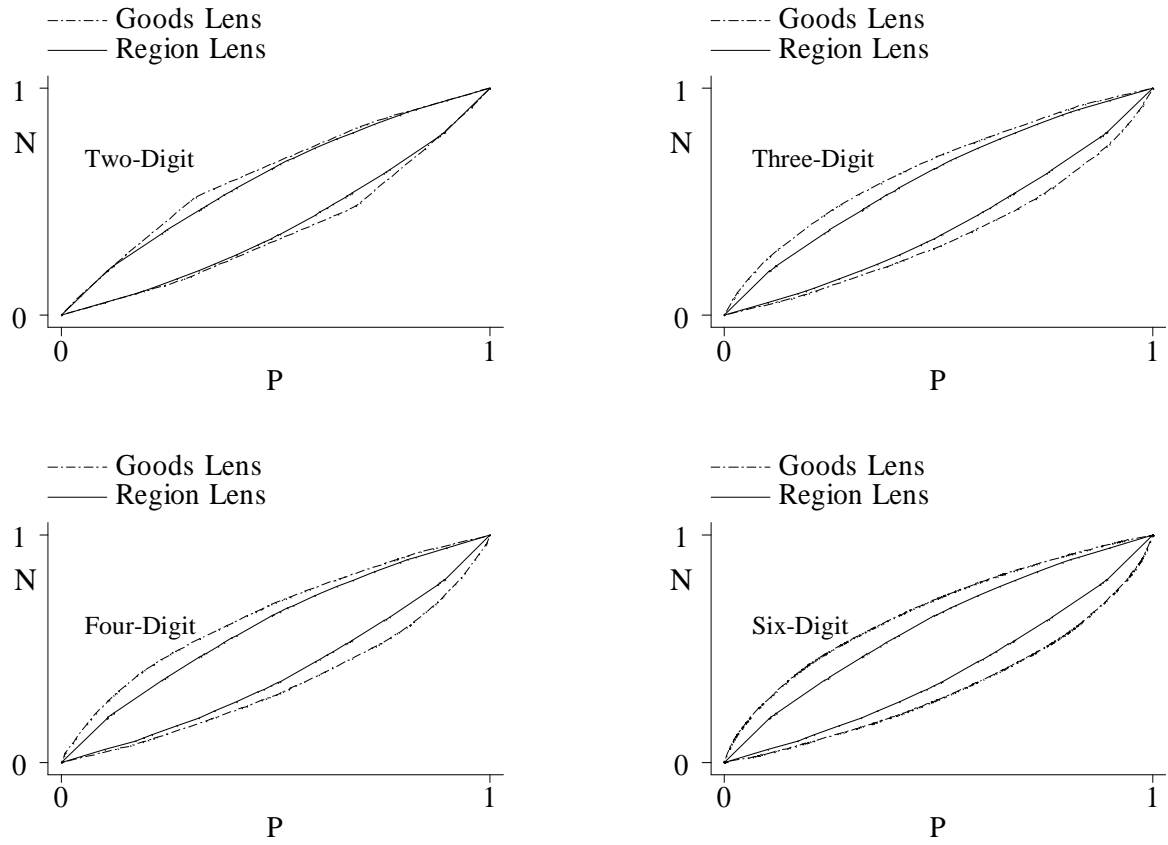 Goods Lens
Region Lens
1
N
Two-Digit
0
0 1
P
Goods Lens
Region Lens
1
N
Three-Digit
0
0 1
P
Goods Lens
Region Lens
1
N
Four-Digit
0
0 1
P
Goods Lens
Region Lens
1
N
Six-Digit
0
0 1
P